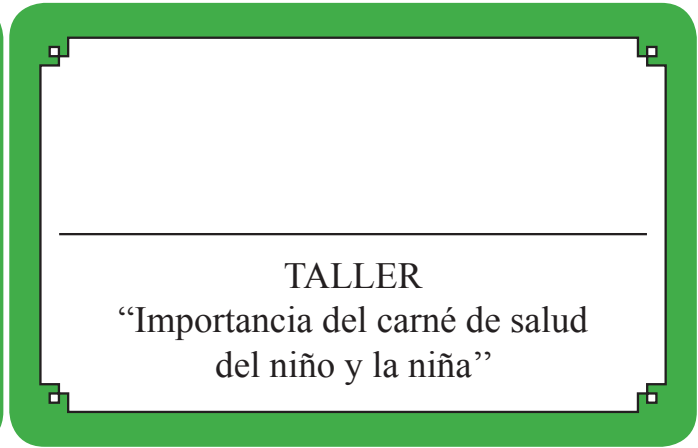 TALLER
“Importancia del carné de salud
del niño y la niña’’